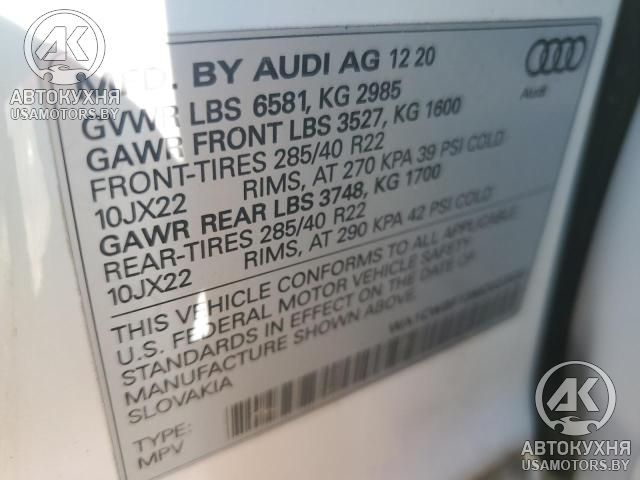 MFD. BY AUDI AG 12 20
GVWR LBS 6581, KG 2985
GAWR FRONT LBS 3527, KG 1600
FRONT-TIRES 285/40 R22
10JX22 RIMS, AT 270 KPA 39 PSI COLD
GAWR REAR LBS 3748, KG 1700
REAR-TIRES 285/40 R22
10JX22 RIMS, AT 290 KPA 42 PSI COLD
THIS VEHICLE CONFORMS TO ALL APPLICABLE
U.S. FEDERAL MOTOR VEHICLE SAFETY
STANDARDS IN EFFECT ON THE DATE OF
MANUFACTURE SHOWN ABOVE.
SLOVAKIA
TYPE:
MPV
Audi
AK
АВТОКУХНЯ
USAMOTORS.BY
AK
АВТОКУХНЯ
USAMOTORS.BY